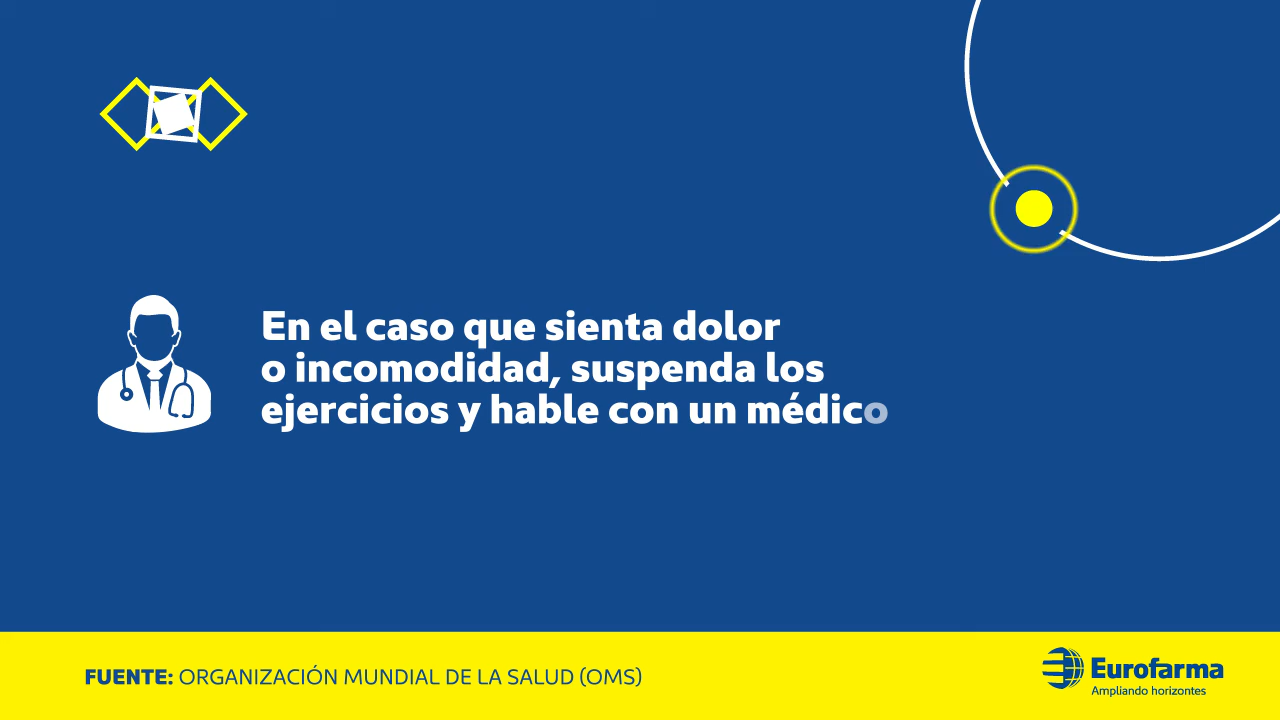 En el caso que sienta dolor
o incomodidad, suspenda los
ejercicios y hable con un médico
FUENTE: ORGANIZACIÓN MUNDIAL DE LA SALUD (OMS)
Eurofarma
Ampliando horizontes